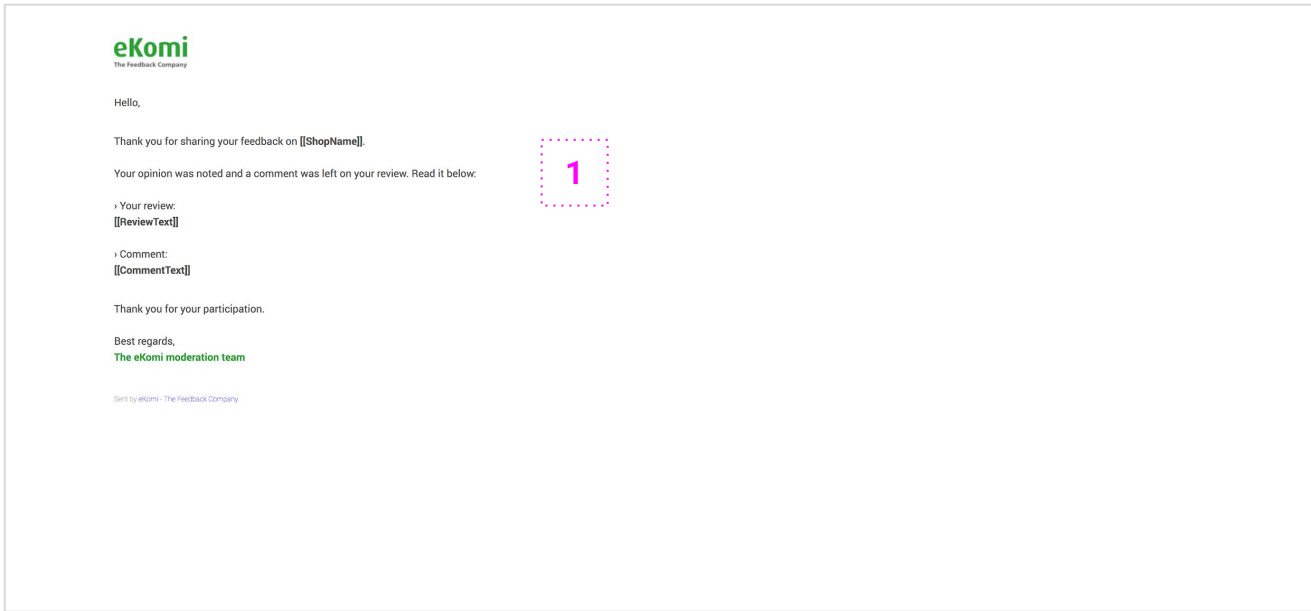 eKomi
The Feedback Company
Hello,
Thank you for sharing your feedback on [[ShopName]].
Your opinion was noted and a comment was left on your review. Read it below:
1
› Your review:
[[ReviewText]]
› Comment:
[[CommentText]]
Thank you for your participation.
Best regards,
The eKomi moderation team
Sent by eKomi - The Feedback Company